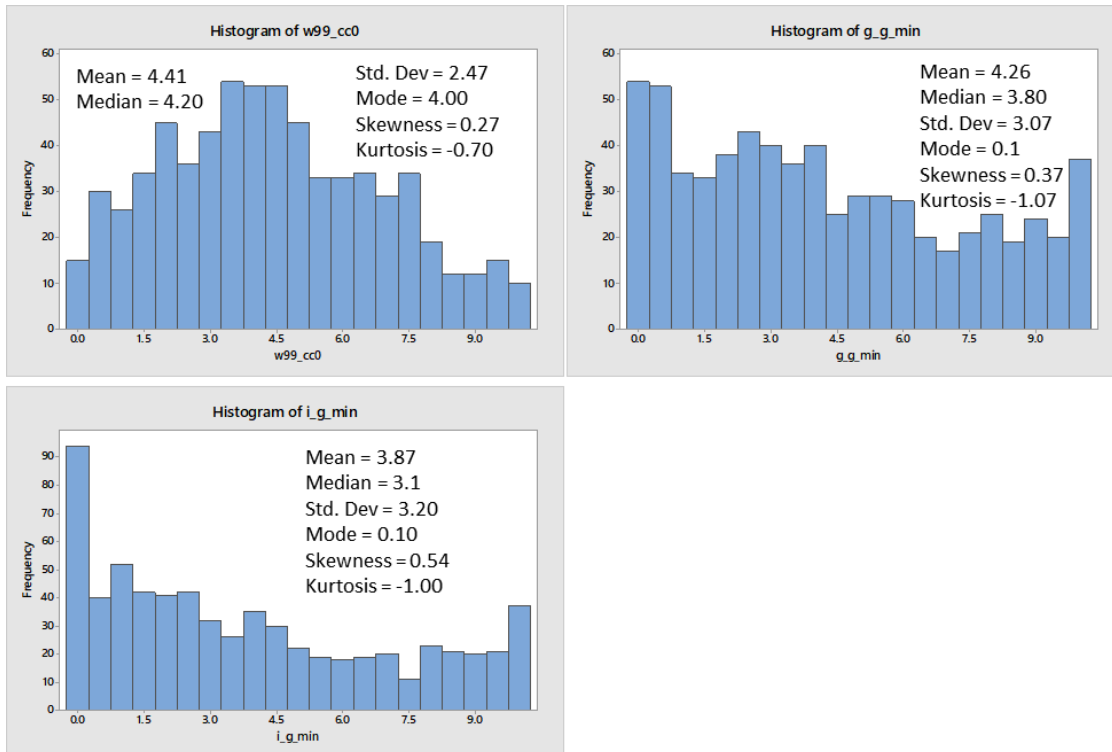 Histogram of w99_cc0
Mean = 4.41
Median = 4.20
Std. Dev = 2.47
Mode = 4.00
Skewness = 0.27
Kurtosis = -0.70
60
50
40
30
20
10
0
Frequency
0.0 1.5 3.0 4.5 6.0 7.5 9.0
w99_cc0
Histogram of g_g_min
Mean = 4.26
Median = 3.80
Std. Dev = 3.07
Mode = 0.1
Skewness = 0.37
Kurtosis = -1.07
60
50
40
30
20
10
0
Frequency
0.0 1.5 3.0 4.5 6.0 7.5 9.0
g_g_min
Histogram of i_g_min
Mean = 3.87
Median = 3.1
Std. Dev = 3.20
Mode = 0.10
Skewness = 0.54
Kurtosis = -1.00
90
80
70
60
50
40
30
20
10
0
Frequency
0.0 1.5 3.0 4.5 6.0 7.5 9.0
i_g_min